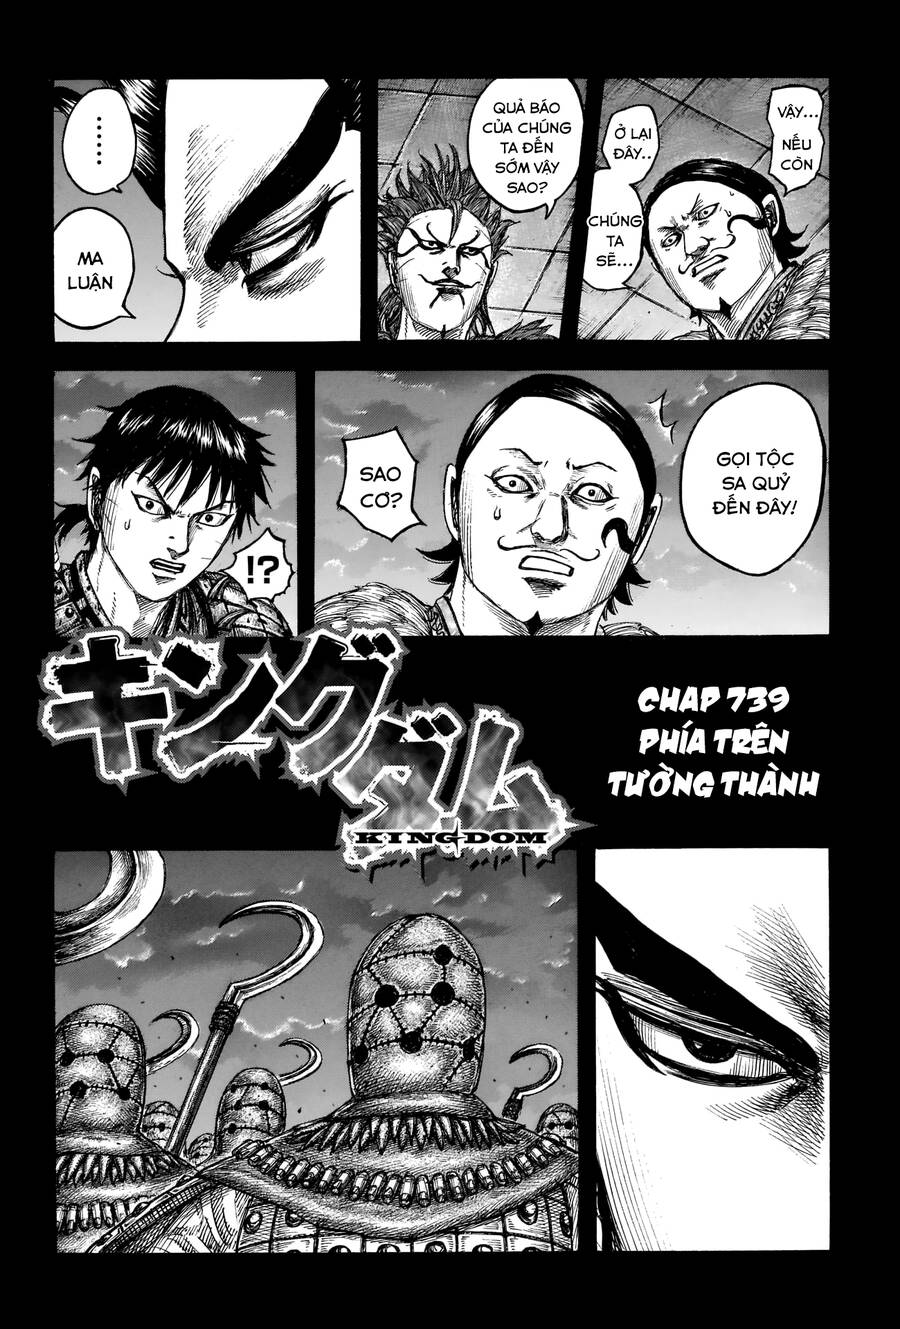 VẬY...
NẾU
CÒN
Ở LẠI
ĐÂY..
CHÚNG
TA
SẼ...
QUẢ BÁO
CỦA CHÚNG
TA ĐẾN
SỚM VẬY
SAO?
......
MA
LUẬN
GỌI TỘC
SA QUỶ
ĐẾN ĐÂY!
SAO
CƠ?
!?
キングダム
KINGDOM
CHAP 739
PHÍA TRÊN
TƯỜNG THÀNH